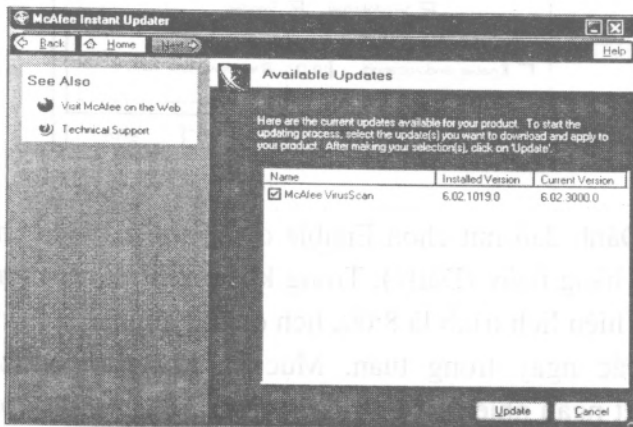 McAfee Instant Updater
Back Home Next
Help
See Also
Visit McAfee on the Web
Technical Support
Available Updates
Here are the current updates available for your product. To start the
updating process, select the update(s) you want to download and apply to
your product. After making your selection(s), click on 'Update'.
Name Installed Version Current Version
McAfee VirusScan 6.02.1019.0 6.02.3000.0
Update Cancel